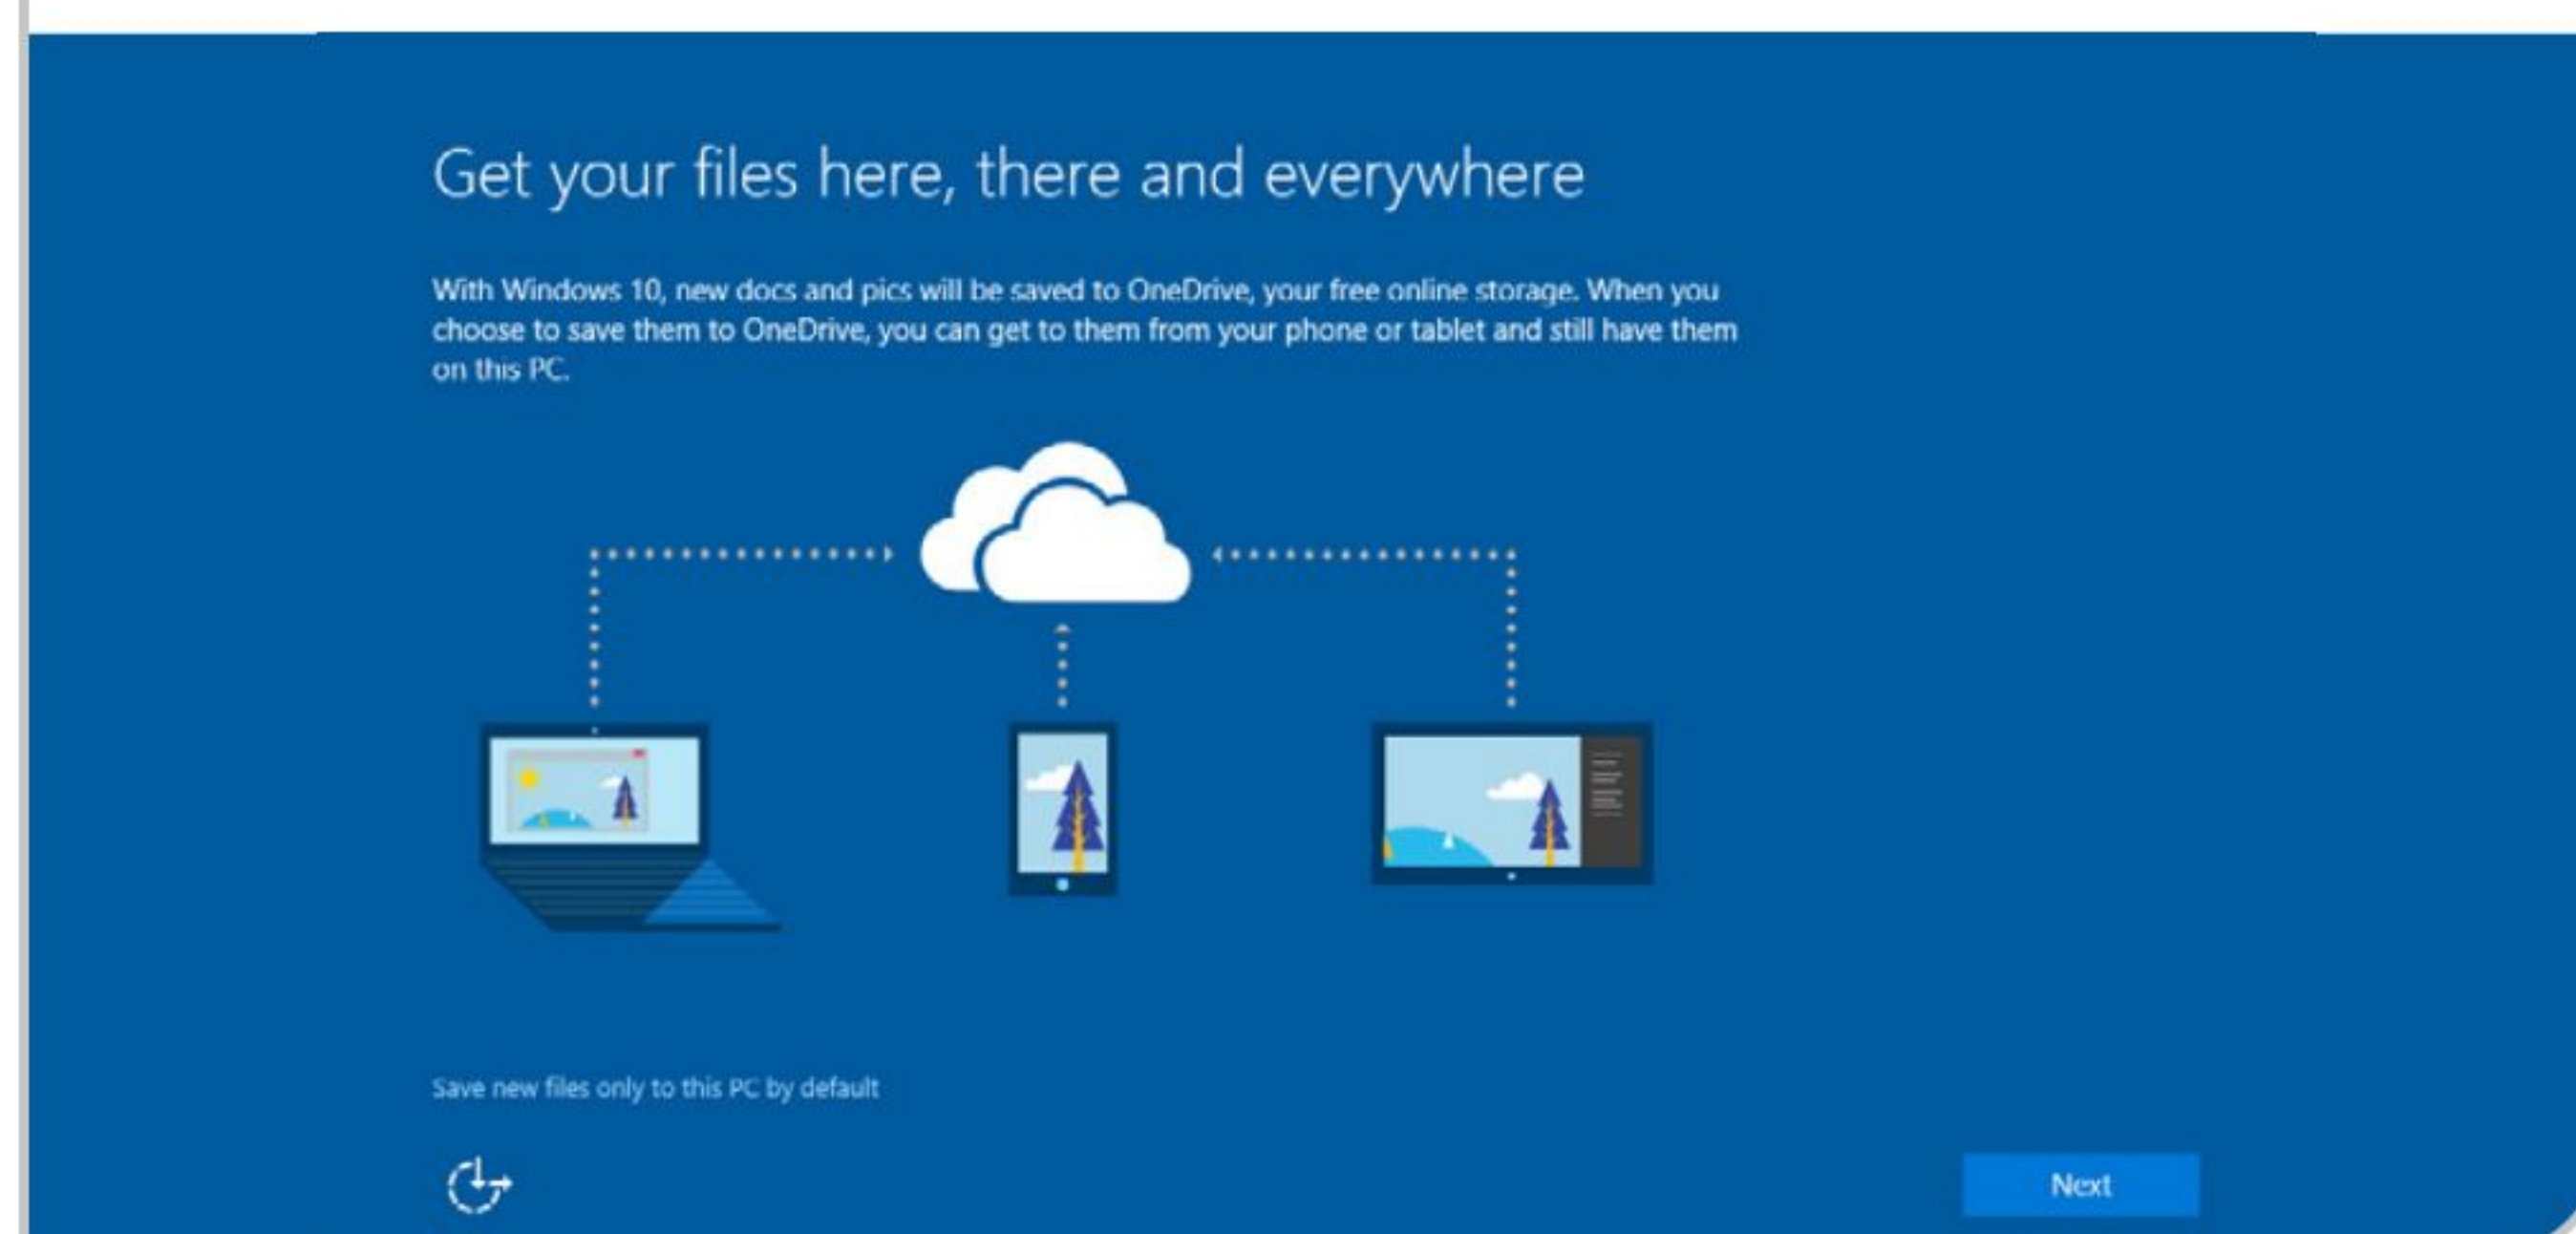 Get your files here, there and everywhere
With Windows 10, new docs and pics will be saved to OneDrive, your free online storage. When you
choose to save them to OneDrive, you can get to them from your phone or tablet and still have them
on this PC.
Save new files only to this PC by default
Next